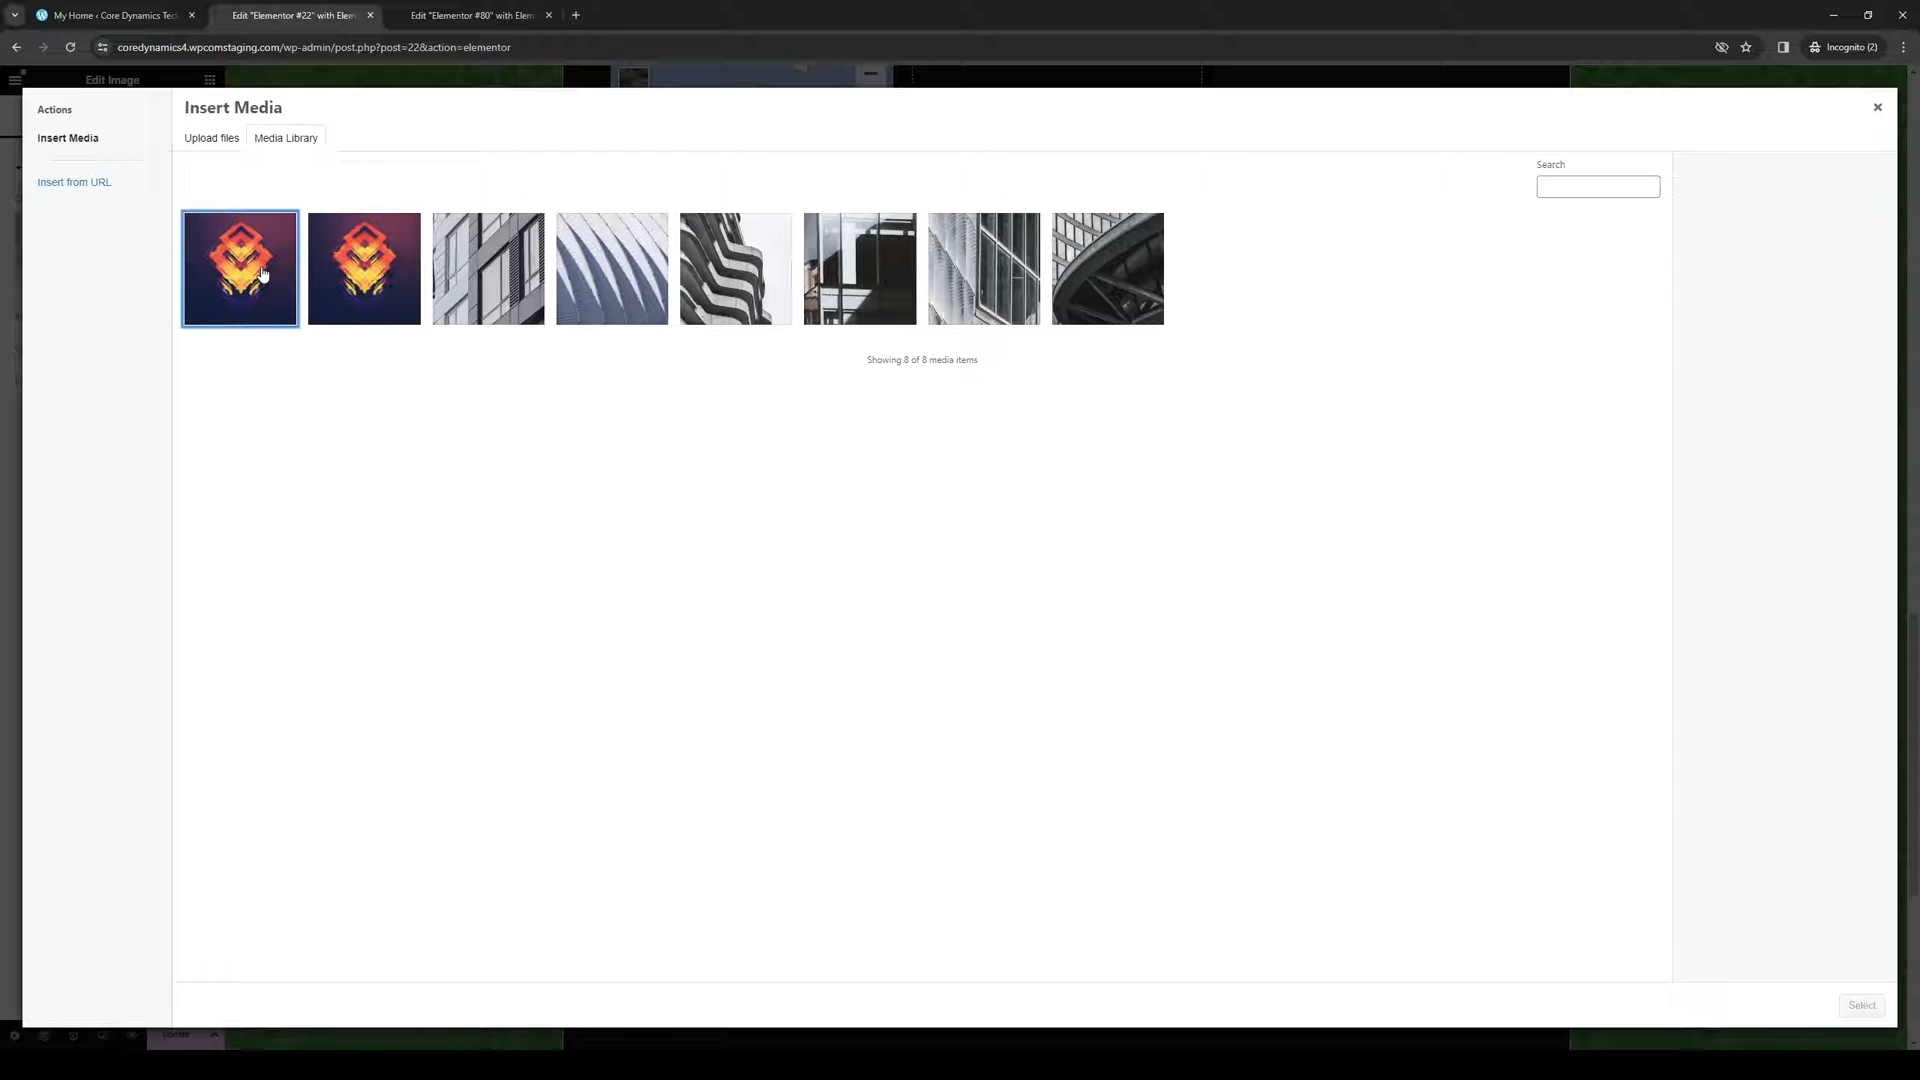 My Home ‹ Core Dynamics Tec
Edit "Elementor #22" with Elem
Edit "Elementor #80" with Elem
coredynamics4.wpcomstaging.com/wp-admin/post.php?post=22&action=elementor
Incognito (2)
Edit Image
Actions
Insert Media
Insert from URL
Insert Media
Upload files
Media Library
Search
Showing 8 of 8 media items
Select
Update